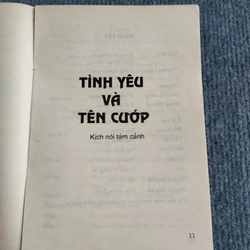 TÌNH YÊU
VÀ
TÊN CƯỚP
Kịch nói tám cảnh
11